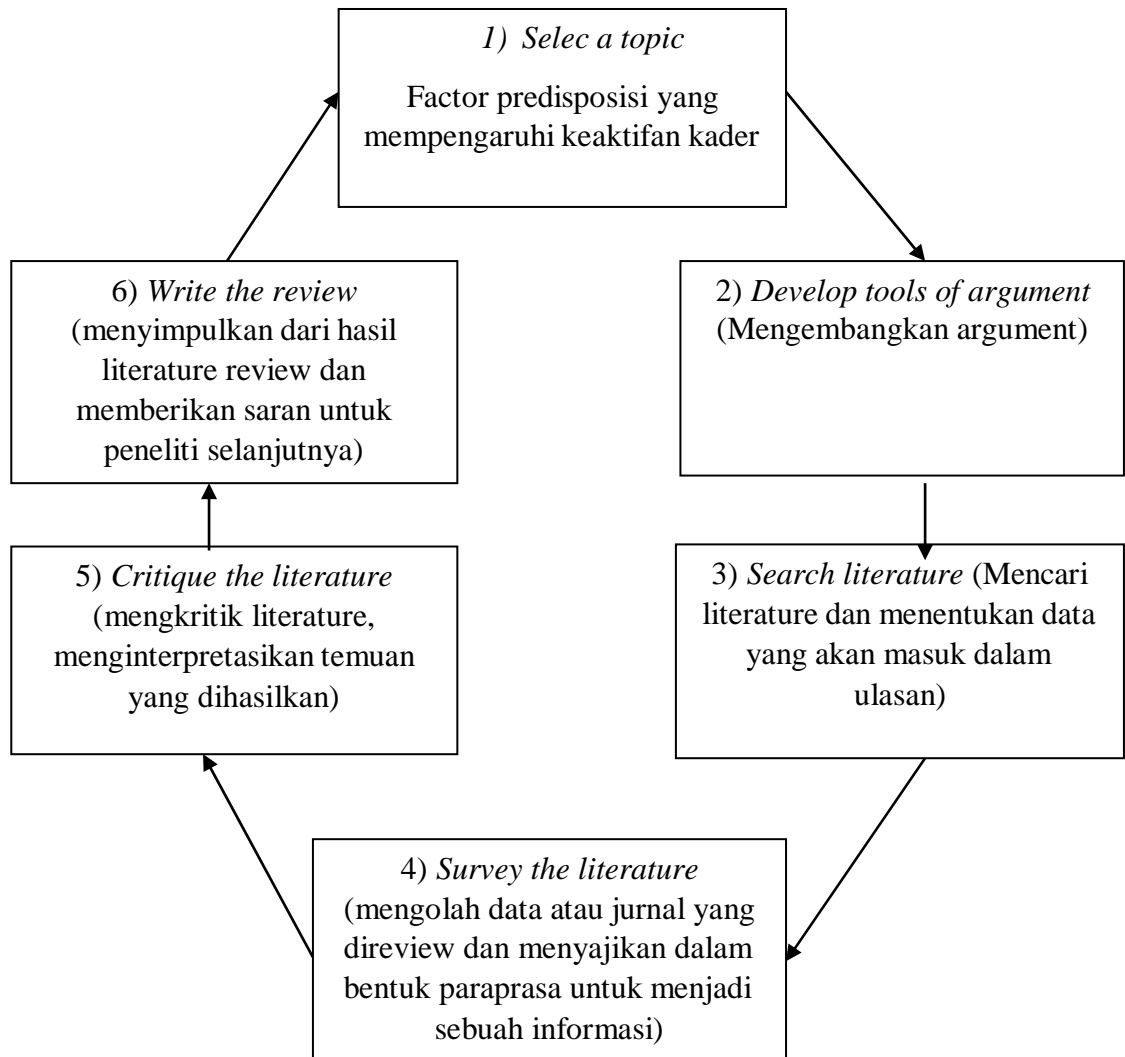 1) Selec a topic
Factor predisposisi yang
mempengaruhi keaktifan kader
2) Develop tools of argument
(Mengembangkan argument)
3) Search literature (Mencari
literature dan menentukan data
yang akan masuk dalam
ulasan)
4) Survey the literature
(mengolah data atau jurnal yang
direview dan menyajikan dalam
bentuk paraprasa untuk menjadi
sebuah informasi)
5) Critique the literature
(mengkritik literature,
menginterpretasikan temuan
yang dihasilkan)
6) Write the review
(menyimpulkan dari hasil
literature review dan
memberikan saran untuk
peneliti selanjutnya)